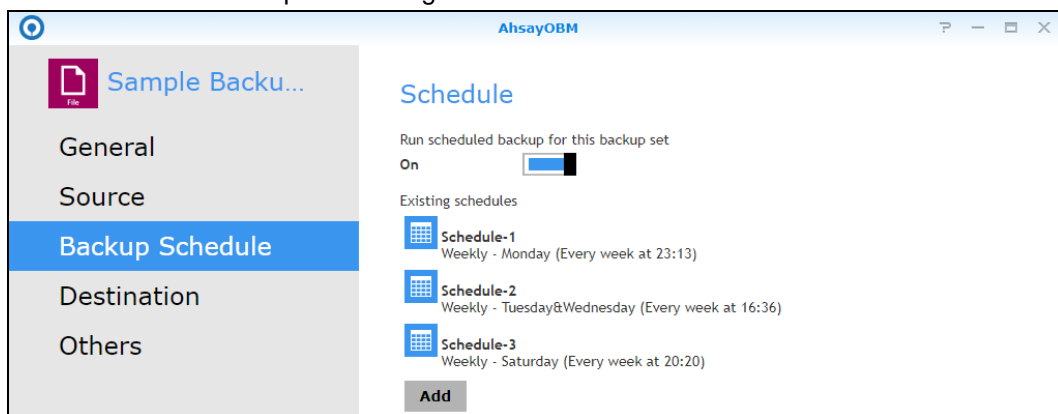 AhsayOBM
Sample Backu...
File
General
Source
Backup Schedule
Destination
Others
Schedule
Run scheduled backup for this backup set
On
Existing schedules
Schedule-1
Weekly - Monday (Every week at 23:13)
Schedule-2
Weekly - Tuesday&Wednesday (Every week at 16:36)
Schedule-3
Weekly - Saturday (Every week at 20:20)
Add